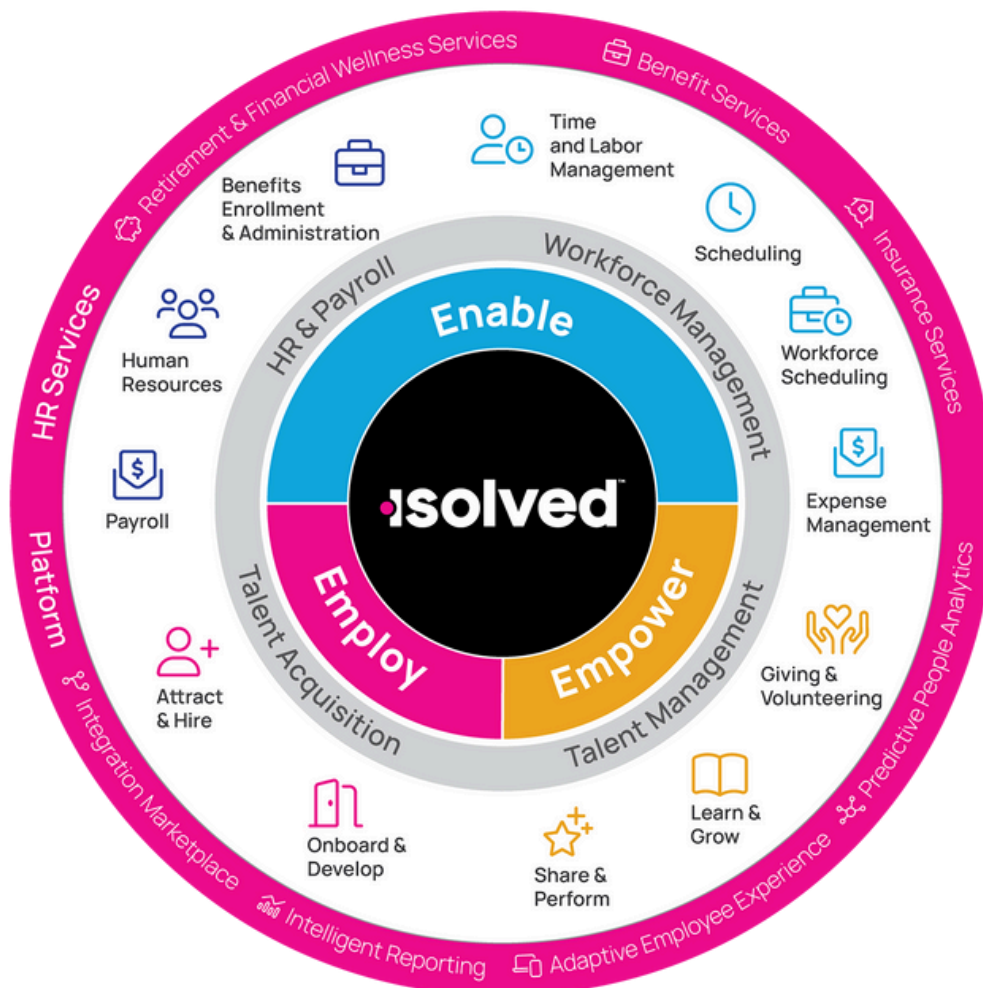 HR Services
Retirement & Financial Wellness Services
Benefit Services
Insurance Services
Platform
Integration Marketplace
Intelligent Reporting
Adaptive Employee Experience
Predictive People Analytics
Time
and Labor
Management
Benefits
Enrollment
& Administration
Scheduling
Human
Resources
Workforce
Scheduling
Payroll
Expense
Management
Attract
& Hire
Giving &
Volunteering
Onboard &
Develop
Share &
Perform
Learn &
Grow
HR & Payroll
Workforce Management
Talent Acquisition
Talent Management
Enable
Employ
Empower
isolved™